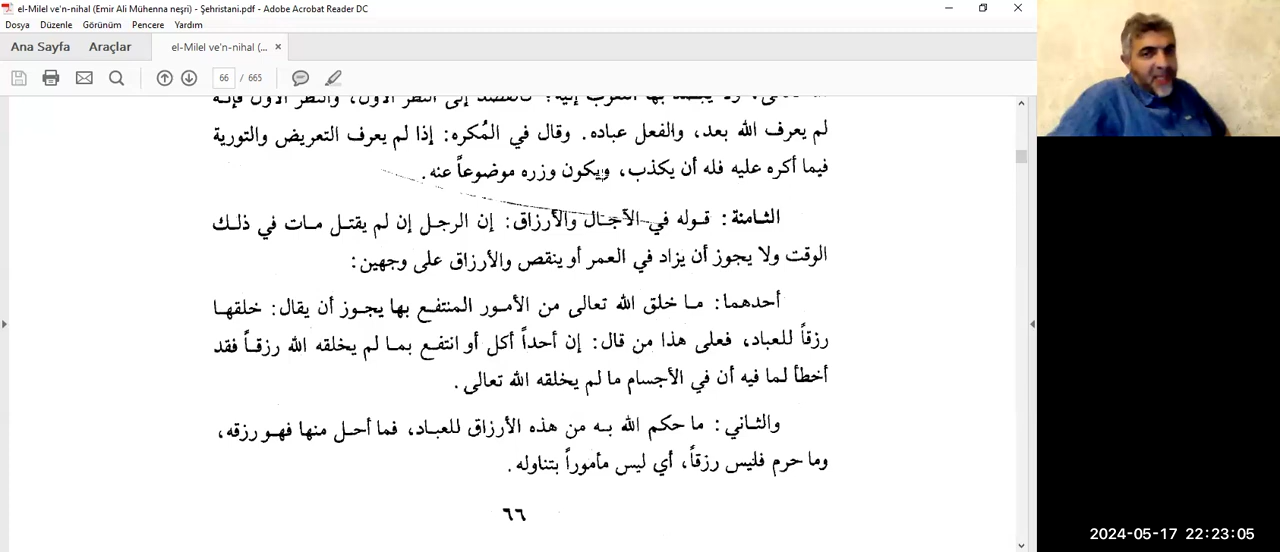 el-Milel ve'n-nihal (Emir Ali Mühenna neşri) - Şehristani.pdf - Adobe Acrobat Reader DC
Dosya Düzenle Görünüm Pencere Yardım
Ana Sayfa Araçlar el-Milel ve'n-nihal (... ×
66 / 665
إلى النظر الأول، والنظر الأول فإنه
لم يعرف الله بعد، والفعل عباده. وقال في المُكره: إذا لم يعرف التعريض والتورية
فيما أكره عليه فله أن يكذب، ويكون وزره موضوعاً عنه.
الثامنة: قوله في الآجال والأرزاق: إن الرجل إن لم يقتل مات في ذلك
الوقت ولا يجوز أن يزاد في العمر أو ينقص والأرزاق على وجهين:
أحدهما: ما خلق الله تعالى من الأمور المنتفع بها يجوز أن يقال: خلقها
رزقاً للعباد، فعلى هذا من قال: إن أحداً أكل أو انتفع بما لم يخلقه الله رزقاً فقد
أخطأ لما فيه أن في الأجسام ما لم يخلقه الله تعالى.
والثاني: ما حكم الله به من هذه الأرزاق للعباد، فما أحل منها فهو رزقه،
وما حرم فليس رزقاً، أي ليس مأموراً بتناوله.
٦٦
2024-05-17 22:23:05